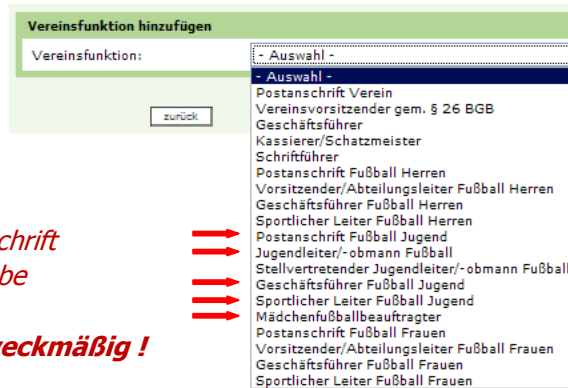 Vereinsfunktion hinzufügen
Vereinsfunktion:
- Auswahl -
- Auswahl -
Postanschrift Verein
Vereinsvorsitzender gem. § 26 BGB
Geschäftsführer
Kassierer/Schatzmeister
Schriftführer
Postanschrift Fußball Herren
Vorsitzender/Abteilungsleiter Fußball Herren
Geschäftsführer Fußball Herren
Sportlicher Leiter Fußball Herren
Postanschrift Fußball Jugend
Jugendleiter/-obmann Fußball
Stellvertretender Jugendleiter/-obmann Fußball
Geschäftsführer Fußball Jugend
Sportlicher Leiter Fußball Jugend
Mädchenfußballbeauftragter
Postanschrift Fußball Frauen
Vorsitzender/Abteilungsleiter Fußball Frauen
Geschäftsführer Fußball Frauen
Sportlicher Leiter Fußball Frauen
zurück
chrift
be
eckmäßig !